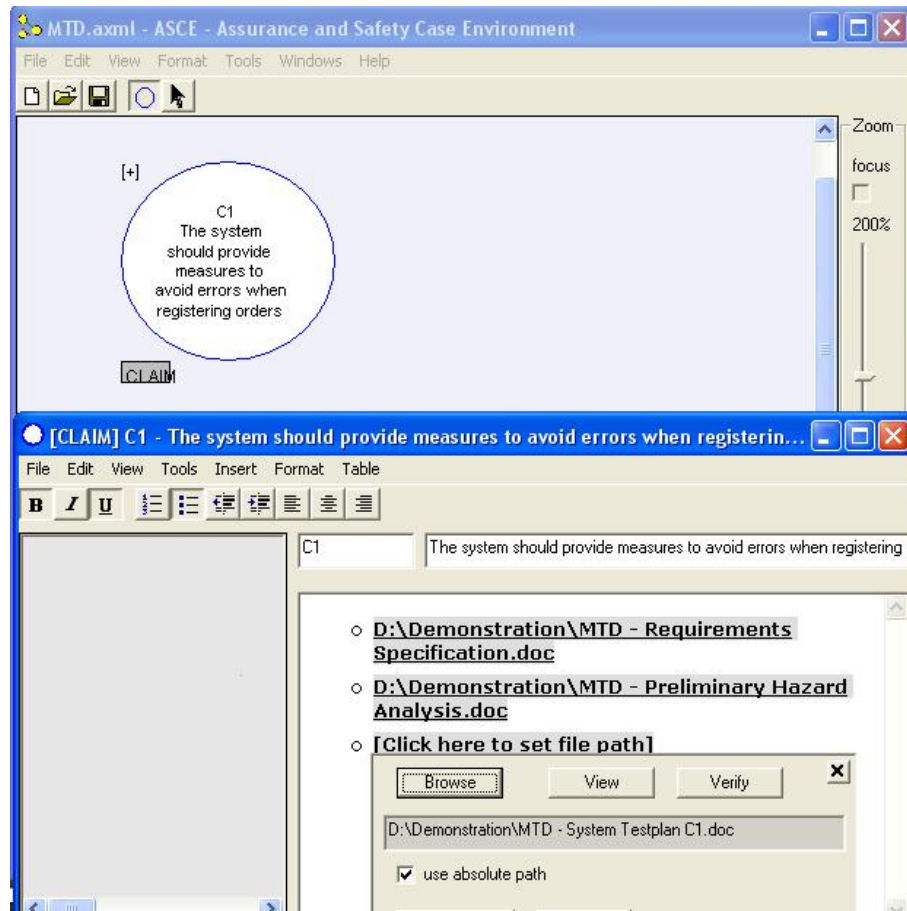 MTD.axml - ASCE - Assurance and Safety Case Environment
File Edit View Format Tools Windows Help
Zoom
focus
200%
[+]
C1
The system
should provide
measures to
avoid errors when
registering orders
CLAIM
[CLAIM] C1 - The system should provide measures to avoid errors when registerin...
File Edit View Tools Insert Format Table
B I U
C1
The system should provide measures to avoid errors when registering
D:\Demonstration\MTD - Requirements
Specification.doc
D:\Demonstration\MTD - Preliminary Hazard
Analysis.doc
[Click here to set file path]
Browse View Verify
D:\Demonstration\MTD - System Testplan C1.doc
use absolute path